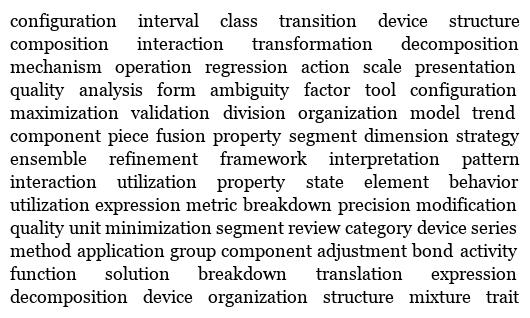 configuration interval class transition device structure
composition interaction transformation decomposition
mechanism operation regression action scale presentation
quality analysis form ambiguity factor tool configuration
maximization validation division organization model trend
component piece fusion property segment dimension strategy
ensemble refinement framework interpretation pattern
interaction utilization property state element behavior
utilization expression metric breakdown precision modification
quality unit minimization segment review category device series
method application group component adjustment bond activity
function solution breakdown translation expression
decomposition device organization structure mixture trait